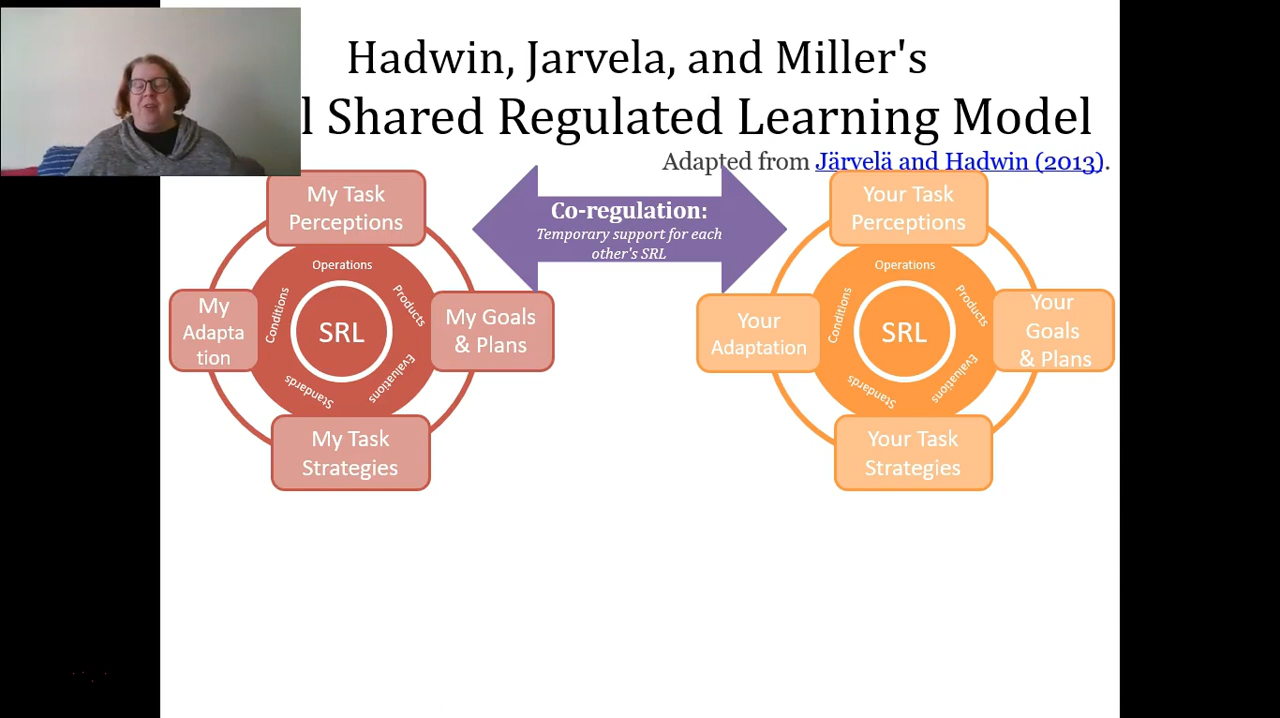 Hadwin, Jarvela, and Miller's
l Shared Regulated Learning Model
Adapted from Järvelä and Hadwin (2013).
My Task
Perceptions
Co-regulation:
Temporary support for each
other's SRL
Your Task
Perceptions
Operations
Products
Evaluations
Standards
Conditions
SRL
My
Adapta
tion
My Goals
& Plans
My Task
Strategies
Operations
Products
Evaluations
Standards
Conditions
SRL
Your
Adaptation
Your
Goals
& Plans
Your Task
Strategies